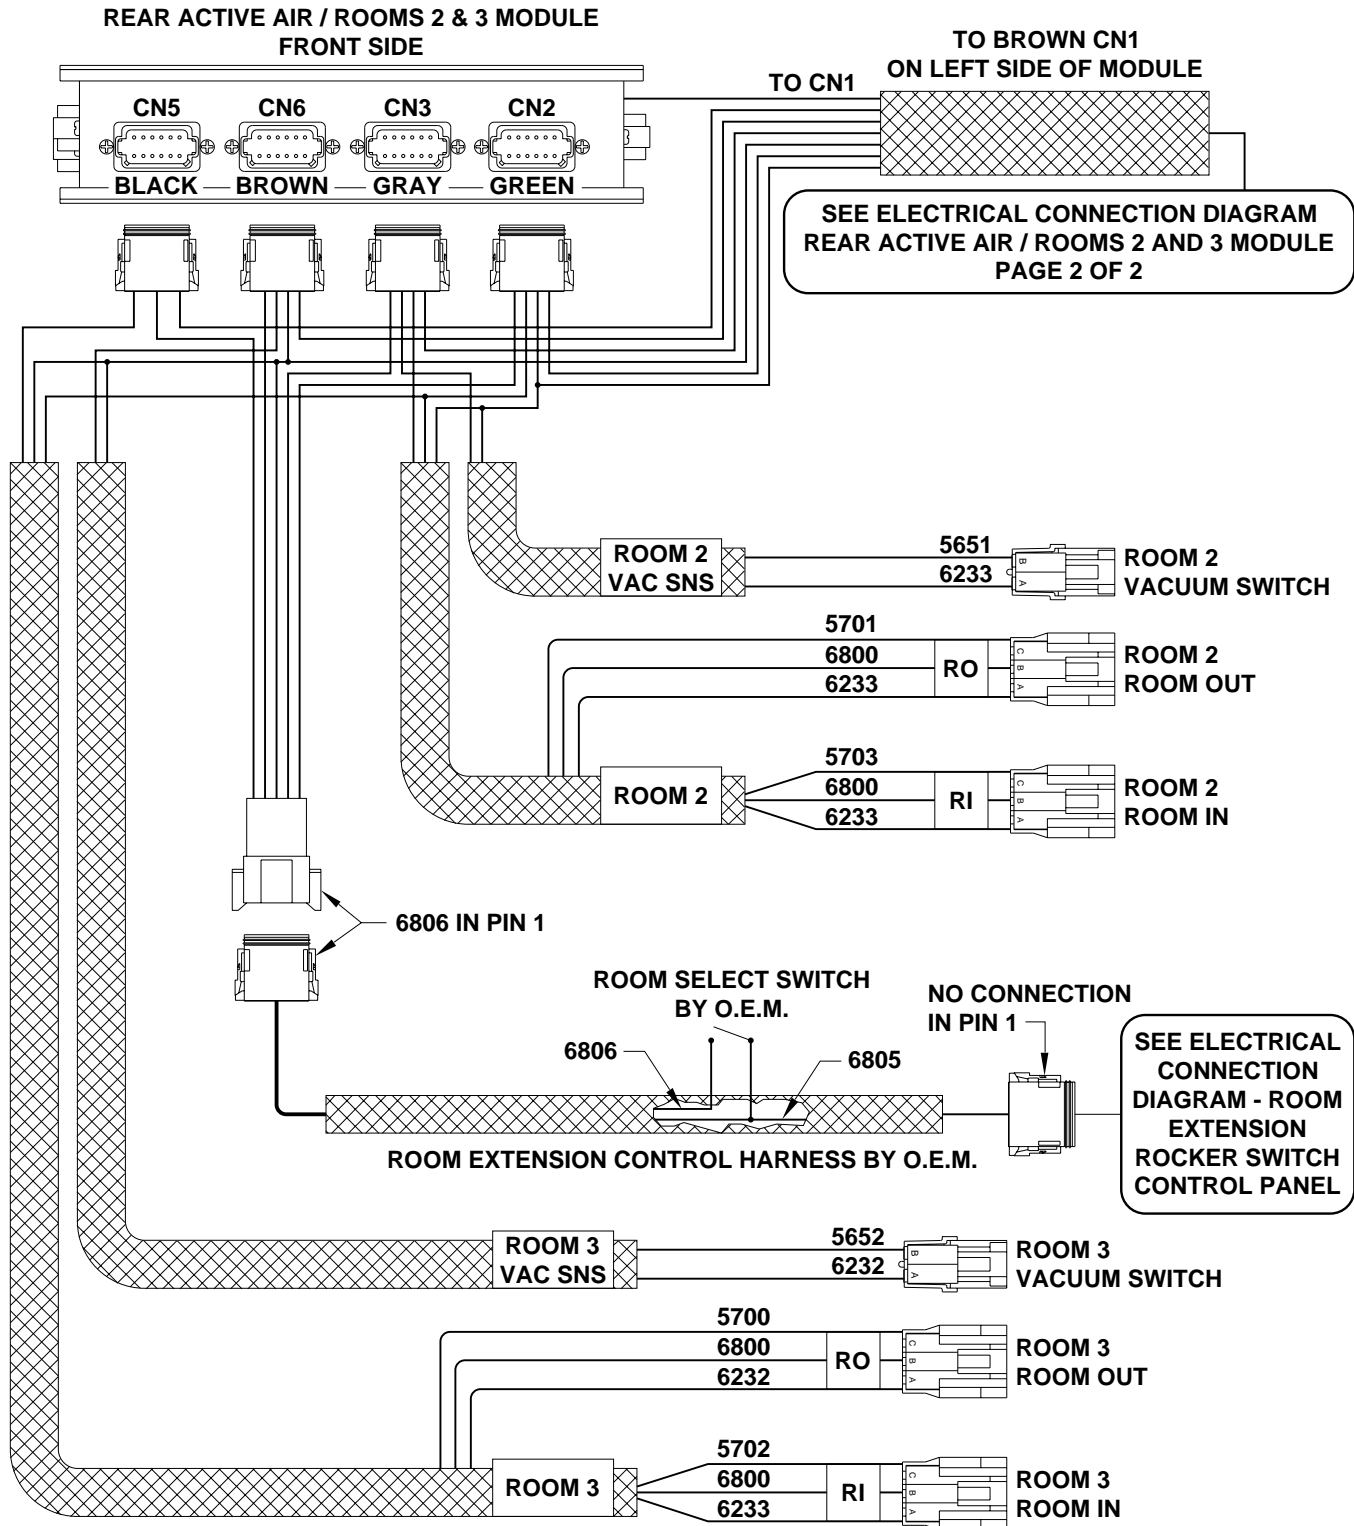 REAR ACTIVE AIR / ROOMS 2 & 3 MODULE
FRONT SIDE
TO BROWN CN1
ON LEFT SIDE OF MODULE
TO CN1
CN5
CN6
CN3
CN2
BLACK
BROWN
GRAY
GREEN
SEE ELECTRICAL CONNECTION DIAGRAM
REAR ACTIVE AIR / ROOMS 2 AND 3 MODULE
PAGE 2 OF 2
ROOM 2
VAC SNS
5651
6233
B
A
ROOM 2
VACUUM SWITCH
5701
6800
6233
RO
C
B
A
ROOM 2
ROOM OUT
ROOM 2
5703
6800
6233
RI
C
B
A
ROOM 2
ROOM IN
6806 IN PIN 1
ROOM SELECT SWITCH
BY O.E.M.
6806
6805
NO CONNECTION
IN PIN 1
SEE ELECTRICAL
CONNECTION
DIAGRAM - ROOM
EXTENSION
ROCKER SWITCH
CONTROL PANEL
ROOM EXTENSION CONTROL HARNESS BY O.E.M.
ROOM 3
VAC SNS
5652
6232
B
A
ROOM 3
VACUUM SWITCH
5700
6800
6232
RO
C
B
A
ROOM 3
ROOM OUT
ROOM 3
5702
6800
6233
RI
C
B
A
ROOM 3
ROOM IN